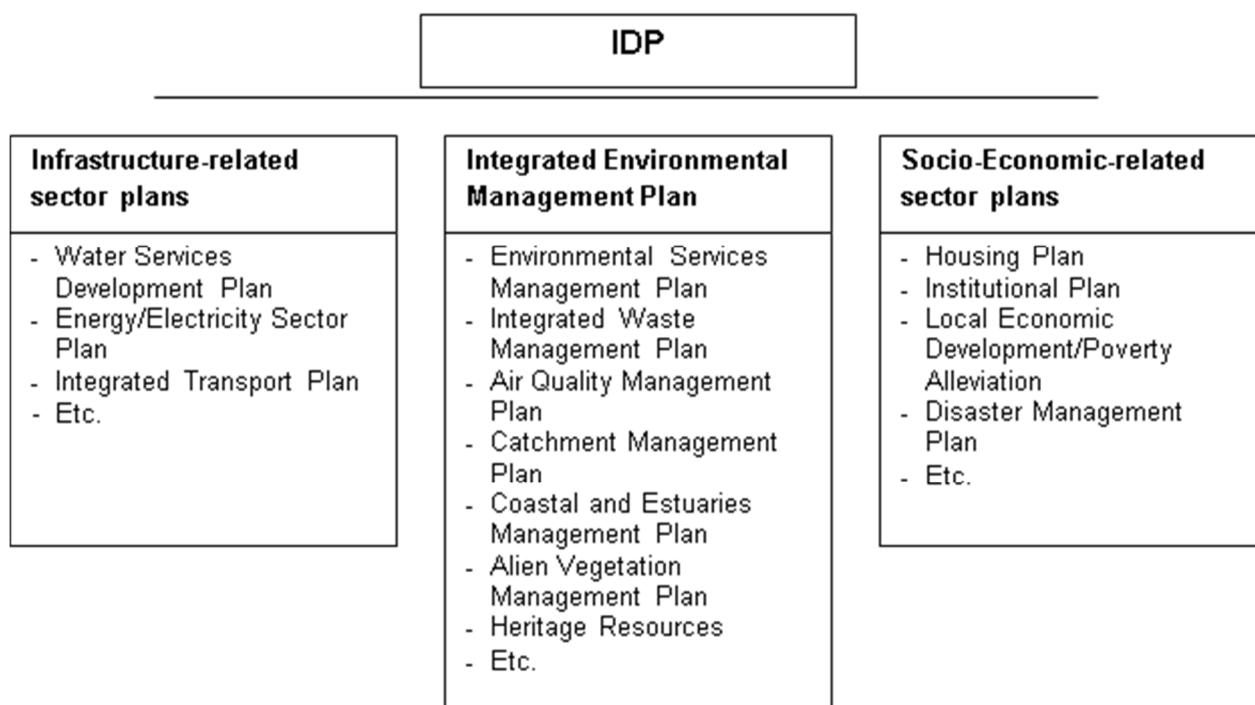 IDP
Infrastructure-related
sector plans
- Water Services
Development Plan
- Energy/Electricity Sector
Plan
- Integrated Transport Plan
- Etc.
Integrated Environmental
Management Plan
- Environmental Services
Management Plan
- Integrated Waste
Management Plan
- Air Quality Management
Plan
- Catchment Management
Plan
- Coastal and Estuaries
Management Plan
- Alien Vegetation
Management Plan
- Heritage Resources
- Etc.
Socio-Economic-related
sector plans
- Housing Plan
- Institutional Plan
- Local Economic
Development/Poverty
Alleviation
- Disaster Management
Plan
- Etc.